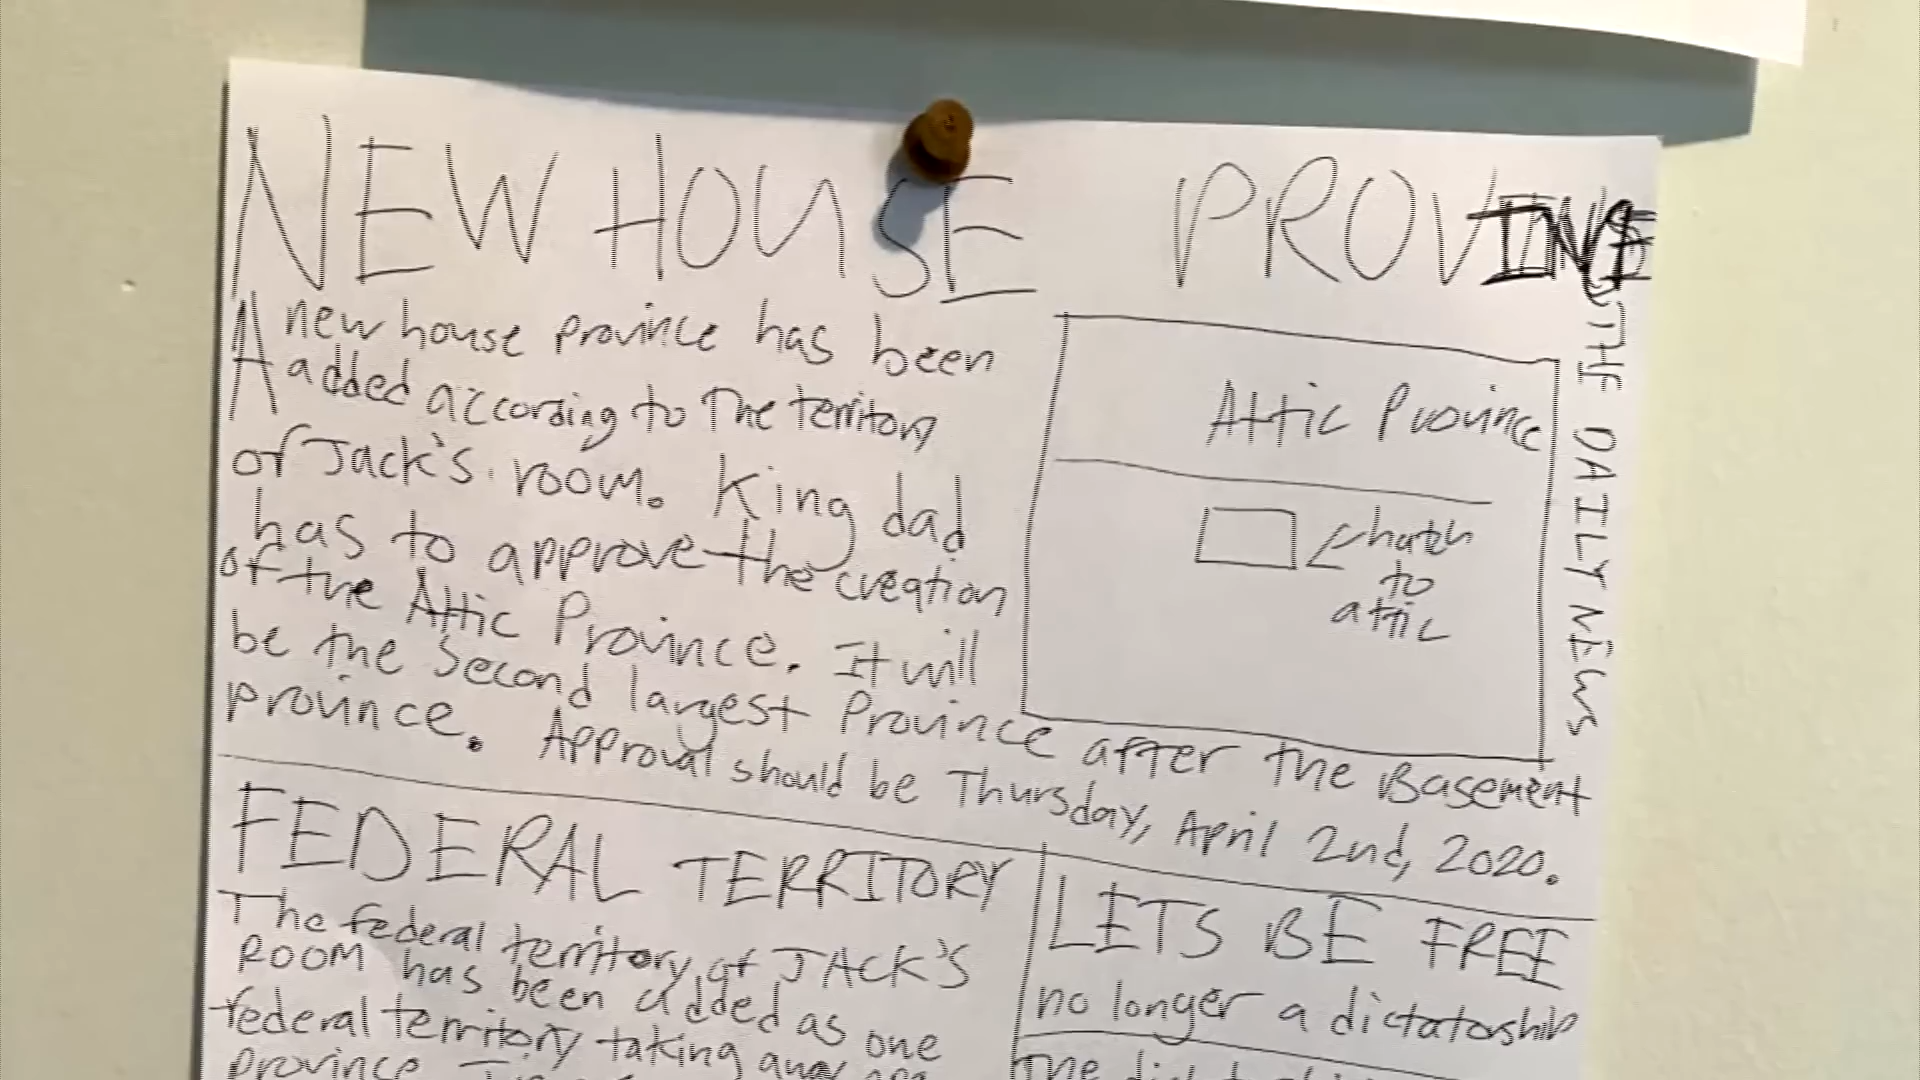 NEW HOUSE PROVINCE
A new house province has been
added according to the territory
of Jack's room. King dad
has to approve the creation
of the Attic Province. It will
be the Second largest Province after the Basement
province. Approval should be Thursday, April 2nd, 2020.
Attic Province
hatch
to
attic
THE DAILY NEWS
FEDERAL TERRITORY
The federal territory of JACK'S
ROOM has been added as one
federal territory taking away
province.
LETS BE FREE
no longer a dictatorship
The